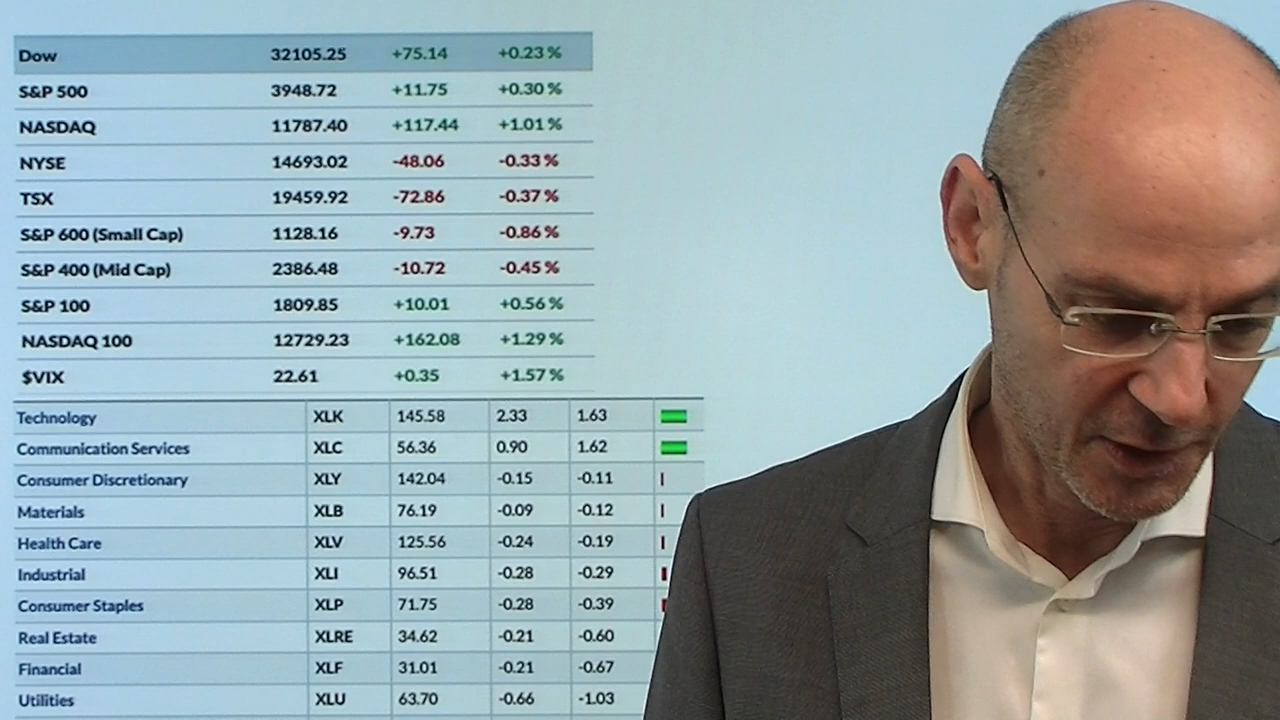 Dow 32105.25 +75.14 +0.23 %
S&P 500 3948.72 +11.75 +0.30 %
NASDAQ 11787.40 +117.44 +1.01 %
NYSE 14693.02 -48.06 -0.33 %
TSX 19459.92 -72.86 -0.37 %
S&P 600 (Small Cap) 1128.16 -9.73 -0.86 %
S&P 400 (Mid Cap) 2386.48 -10.72 -0.45 %
S&P 100 1809.85 +10.01 +0.56 %
NASDAQ 100 12729.23 +162.08 +1.29 %
$VIX 22.61 +0.35 +1.57 %
Technology XLK 145.58 2.33 1.63
Communication Services XLC 56.36 0.90 1.62
Consumer Discretionary XLY 142.04 -0.15 -0.11
Materials XLB 76.19 -0.09 -0.12
Health Care XLV 125.56 -0.24 -0.19
Industrial XLI 96.51 -0.28 -0.29
Consumer Staples XLP 71.75 -0.28 -0.39
Real Estate XLRE 34.62 -0.21 -0.60
Financial XLF 31.01 -0.21 -0.67
Utilities XLU 63.70 -0.66 -1.03